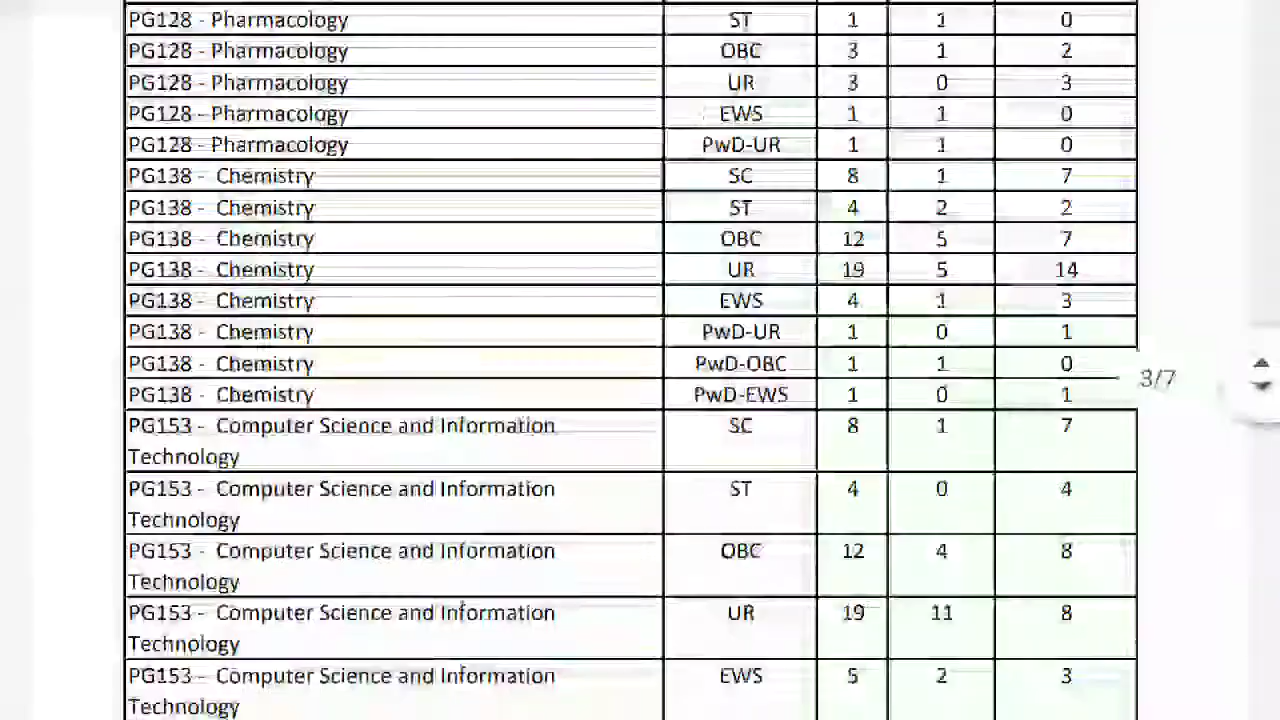 PG128 - Pharmacology ST 1 1 0
PG128 - Pharmacology OBC 3 1 2
PG128 - Pharmacology UR 3 0 3
PG128 - Pharmacology EWS 1 1 0
PG128 - Pharmacology PwD-UR 1 1 0
PG138 - Chemistry SC 8 1 7
PG138 - Chemistry ST 4 2 2
PG138 - Chemistry OBC 12 5 7
PG138 - Chemistry UR 19 5 14
PG138 - Chemistry EWS 4 1 3
PG138 - Chemistry PwD-UR 1 0 1
PG138 - Chemistry PwD-OBC 1 1 0
3/7
PG138 - Chemistry PwD-EWS 1 0 1
PG153 - Computer Science and Information SC 8 1 7
Technology
PG153 - Computer Science and Information ST 4 0 4
Technology
PG153 - Computer Science and Information OBC 12 4 8
Technology
PG153 - Computer Science and Information UR 19 11 8
Technology
PG153 - Computer Science and Information EWS 5 2 3
Technology